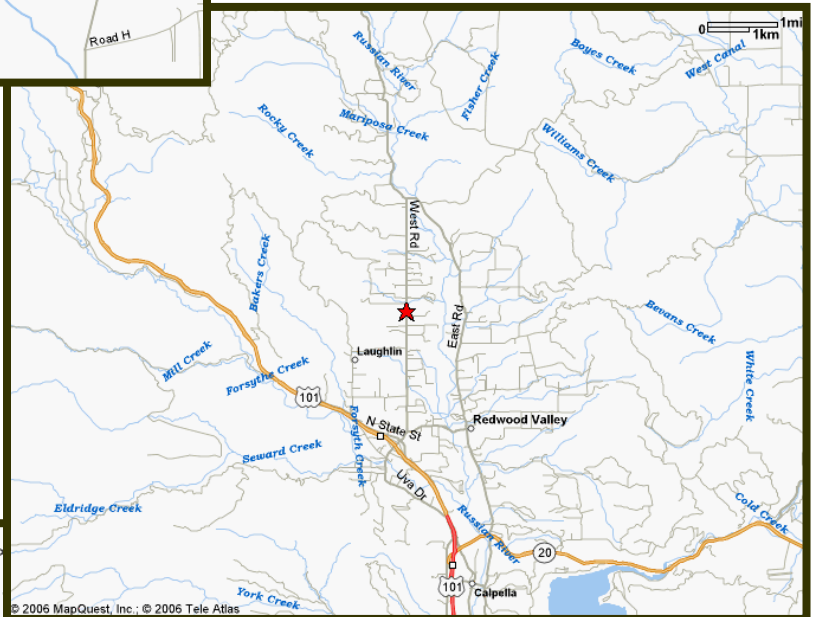 Road H
0
1mi
1km
Russian River
Fisher Creek
Boyes Creek
West Canal
Rocky Creek
Mariposa Creek
Williams Creek
West Rd
Bakers Creek
East Rd
Bevans Creek
Mill Creek
Laughlin
Forsythe Creek
White Creek
101
Forsyth Creek
N State St
Redwood Valley
Seward Creek
Uva Dr
Eldridge Creek
Russian River
Cold Creek
20
101
Calpella
York Creek
© 2006 MapQuest, Inc.; © 2006 Tele Atlas